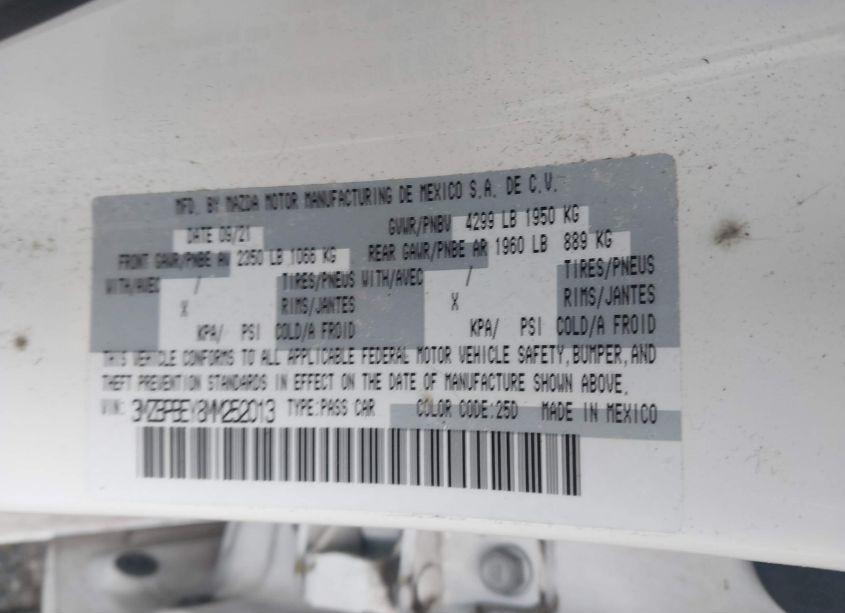 MFD. BY MAZDA MOTOR MANUFACTURING DE MEXICO S.A. DE C.V.
DATE 09/21 GVWR/PNBV 4299 LB 1950 KG
FRONT GAWR/PNBE AV 2350 LB 1066 KG REAR GAWR/PNBE AR 1960 LB 889 KG
WITH/AVEC / TIRES/PNEUS WITH/AVEC / TIRES/PNEUS
X RIMS/JANTES X RIMS/JANTES
KPA/ PSI COLD/A FROID KPA/ PSI COLD/A FROID
THIS VEHICLE CONFORMS TO ALL APPLICABLE FEDERAL MOTOR VEHICLE SAFETY, BUMPER, AND
THEFT PREVENTION STANDARDS IN EFFECT ON THE DATE OF MANUFACTURE SHOWN ABOVE.
VIN: 3MZBPBEY8MM252013 TYPE:PASS CAR COLOR CODE:25D MADE IN MEXICO